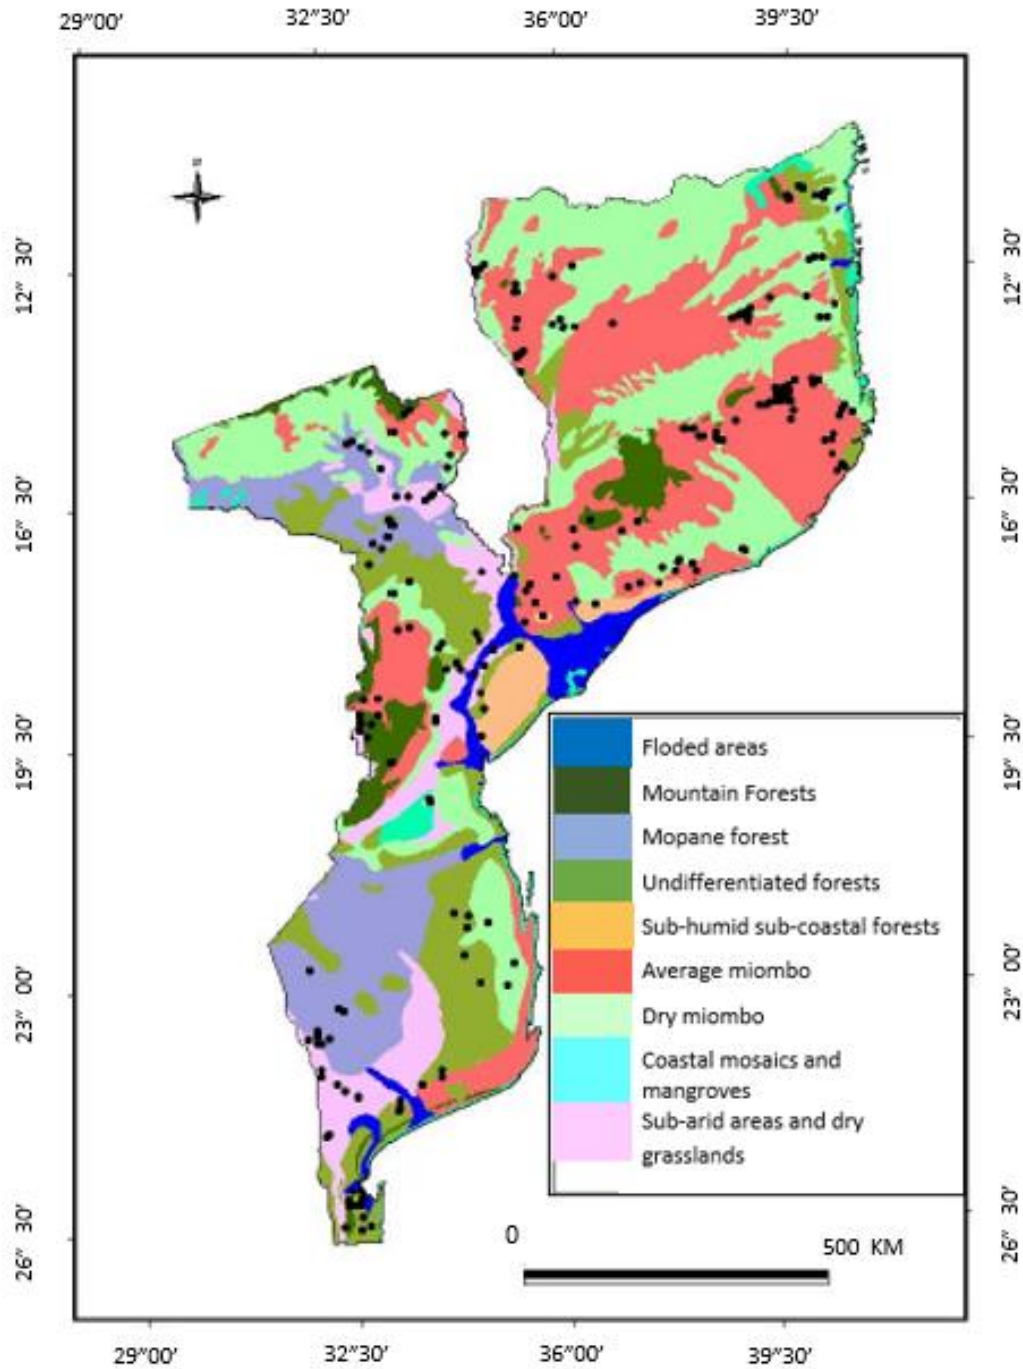 29″00′ 32″30′ 36″00′ 39″30′
12″ 30′
12″ 30′
16″ 30′
16″ 30′
19″ 30′
19″ 30′
23″ 00′
23″ 00′
26″ 30′
26″ 30′
Floded areas
Mountain Forests
Mopane forest
Undifferentiated forests
Sub-humid sub-coastal forests
Average miombo
Dry miombo
Coastal mosaics and
mangroves
Sub-arid areas and dry
grasslands
0 500 KM
29″00′ 32″30′ 36″00′ 39″30′